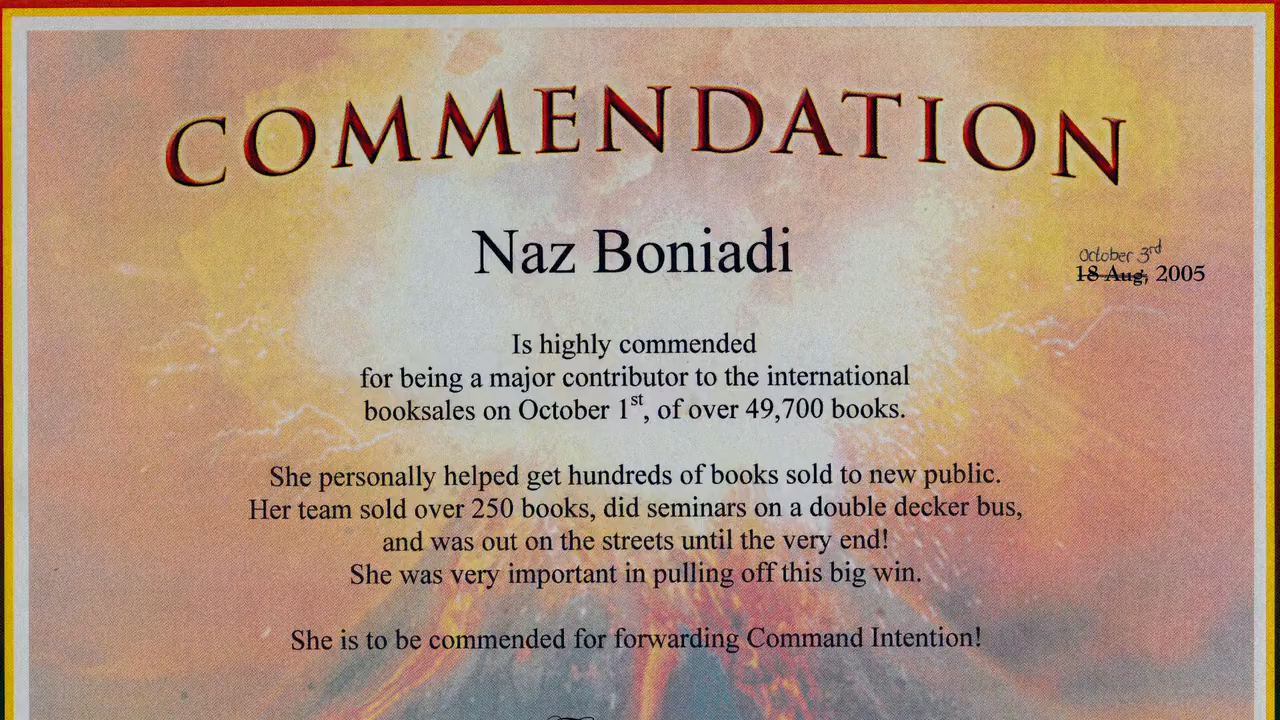 COMMENDATION
Naz Boniadi
October 3rd
18 Aug, 2005
Is highly commended
for being a major contributor to the international
booksales on October 1st, of over 49,700 books.
She personally helped get hundreds of books sold to new public.
Her team sold over 250 books, did seminars on a double decker bus,
and was out on the streets until the very end!
She was very important in pulling off this big win.
She is to be commended for forwarding Command Intention!